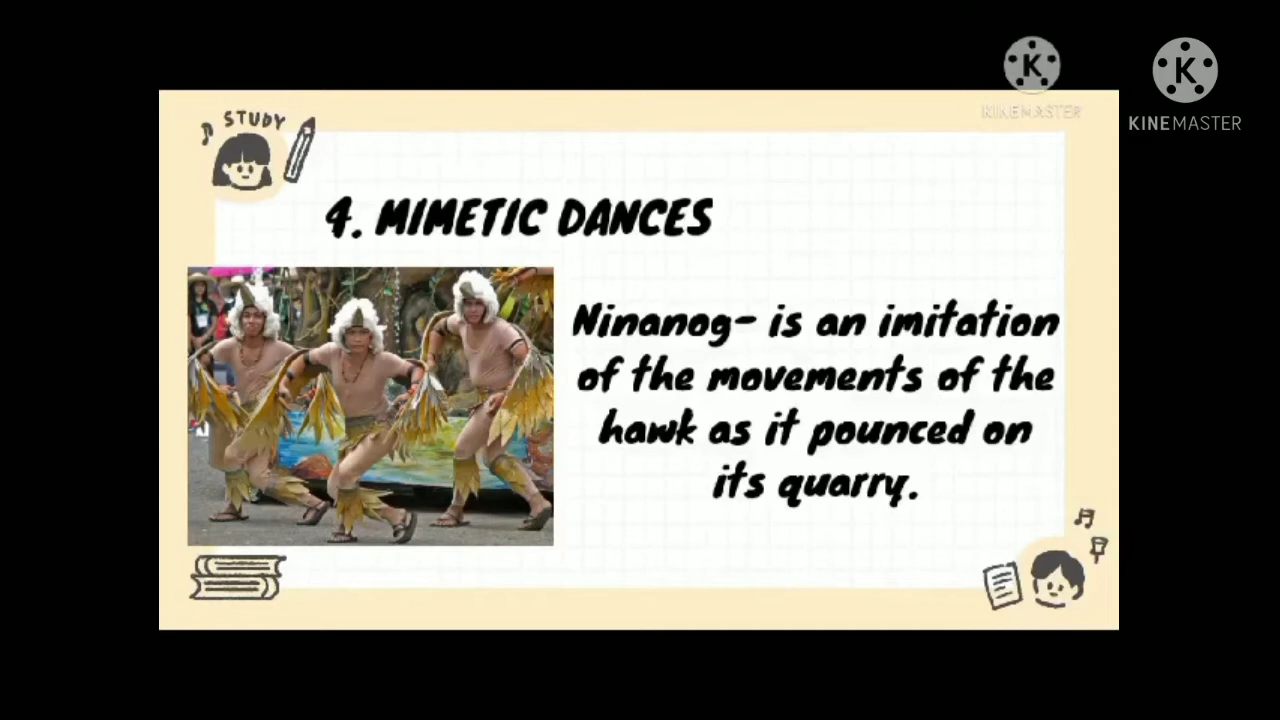 KINEMASTER
KINEMASTER
STUDY
4. MIMETIC DANCES
Ninanog- is an imitation
of the movements of the
hawk as it pounced on
its quarry.